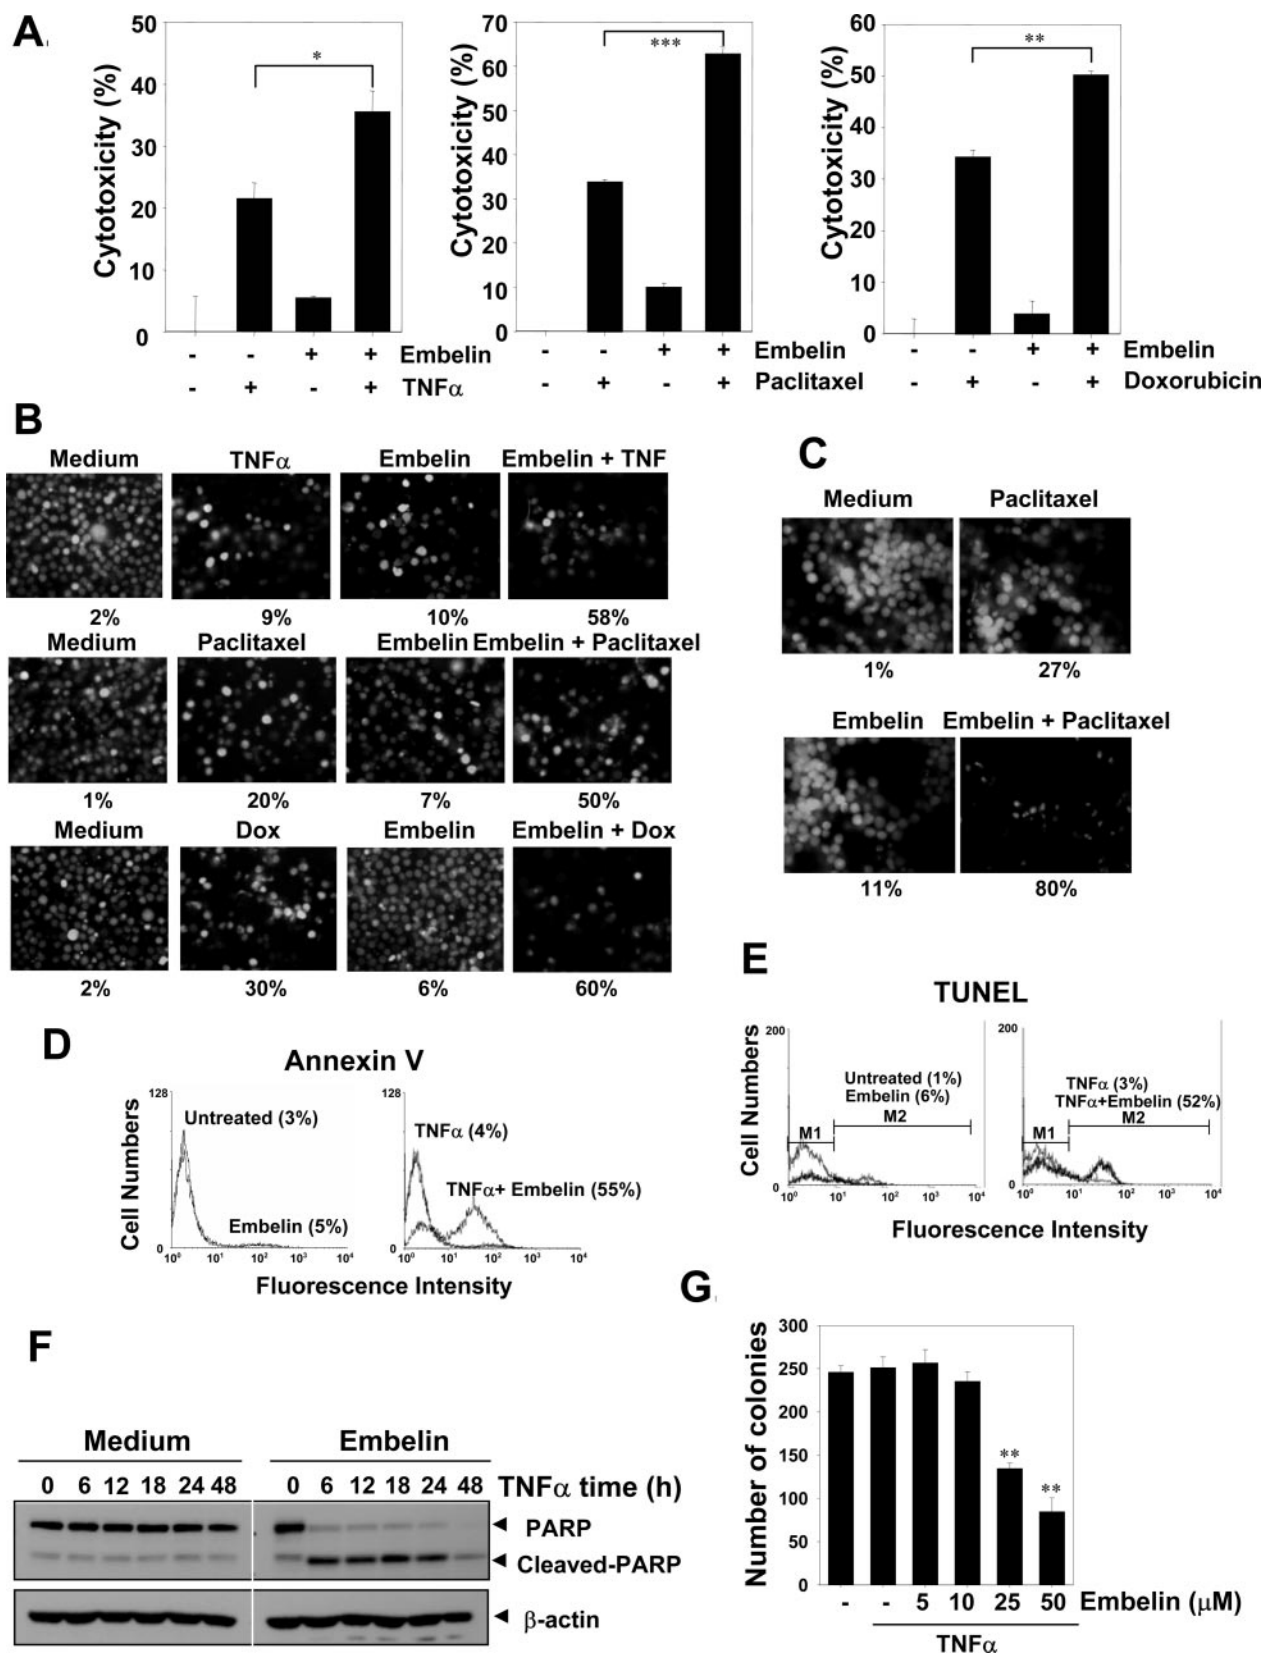 A
Cytotoxicity (%)
50
40
30
20
10
0
*
- - + + Embelin
- + - + TNFα
Cytotoxicity (%)
70
60
50
40
30
20
10
0
***
- - + + Embelin
- + - + Paclitaxel
Cytotoxicity (%)
60
50
40
30
20
10
0
**
- - + + Embelin
- + - + Doxorubicin
B
Medium TNFα Embelin Embelin + TNF
2% 9% 10% 58%
Medium Paclitaxel Embelin Embelin + Paclitaxel
1% 20% 7% 50%
Medium Dox Embelin Embelin + Dox
2% 30% 6% 60%
C
Medium Paclitaxel
1% 27%
Embelin Embelin + Paclitaxel
11% 80%
D
Annexin V
Cell Numbers
128
Untreated (3%)
Embelin (5%)
0
10⁰ 10¹ 10² 10³ 10⁴
128
TNFα (4%)
TNFα+ Embelin (55%)
0
10⁰ 10¹ 10² 10³ 10⁴
Fluorescence Intensity
E
TUNEL
Cell Numbers
200
Untreated (1%)
Embelin (6%)
M1 M2
0
10⁰ 10¹ 10² 10³ 10⁴
200
TNFα (3%)
TNFα+Embelin (52%)
M1 M2
0
10⁰ 10¹ 10² 10³ 10⁴
Fluorescence Intensity
F
Medium Embelin
0 6 12 18 24 48 0 6 12 18 24 48 TNFα time (h)
PARP
Cleaved-PARP
β-actin
G
Number of colonies
300
250
200
150
100
50
0
** **
- - 5 10 25 50 Embelin (μM)
TNFα